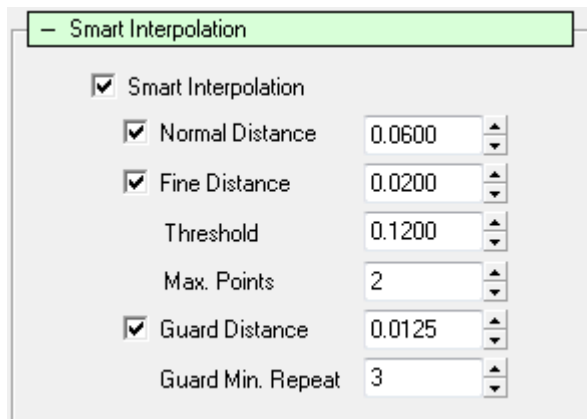 – Smart Interpolation
Smart Interpolation
Normal Distance 0.0600
Fine Distance 0.0200
Threshold 0.1200
Max. Points 2
Guard Distance 0.0125
Guard Min. Repeat 3